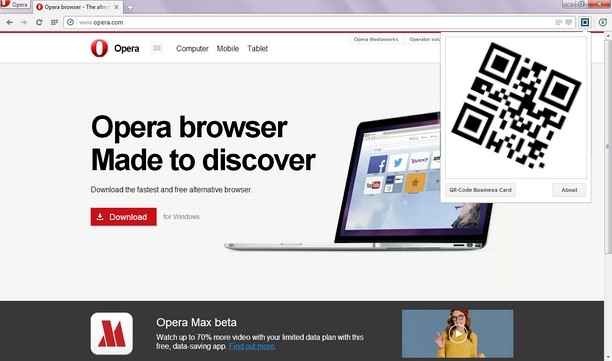 Opera
Opera browser - The alter
www.opera.com
Opera Mediaworks
Operator solu
Opera
Computer
Mobile
Tablet
Opera browser
Made to discover
Download the fastest and free alternative browser.
Download
for Windows
QR-Code Business Card
About
Opera Max beta
Watch up to 70% more video with your limited data plan with this
free, data-saving app. Find out more.